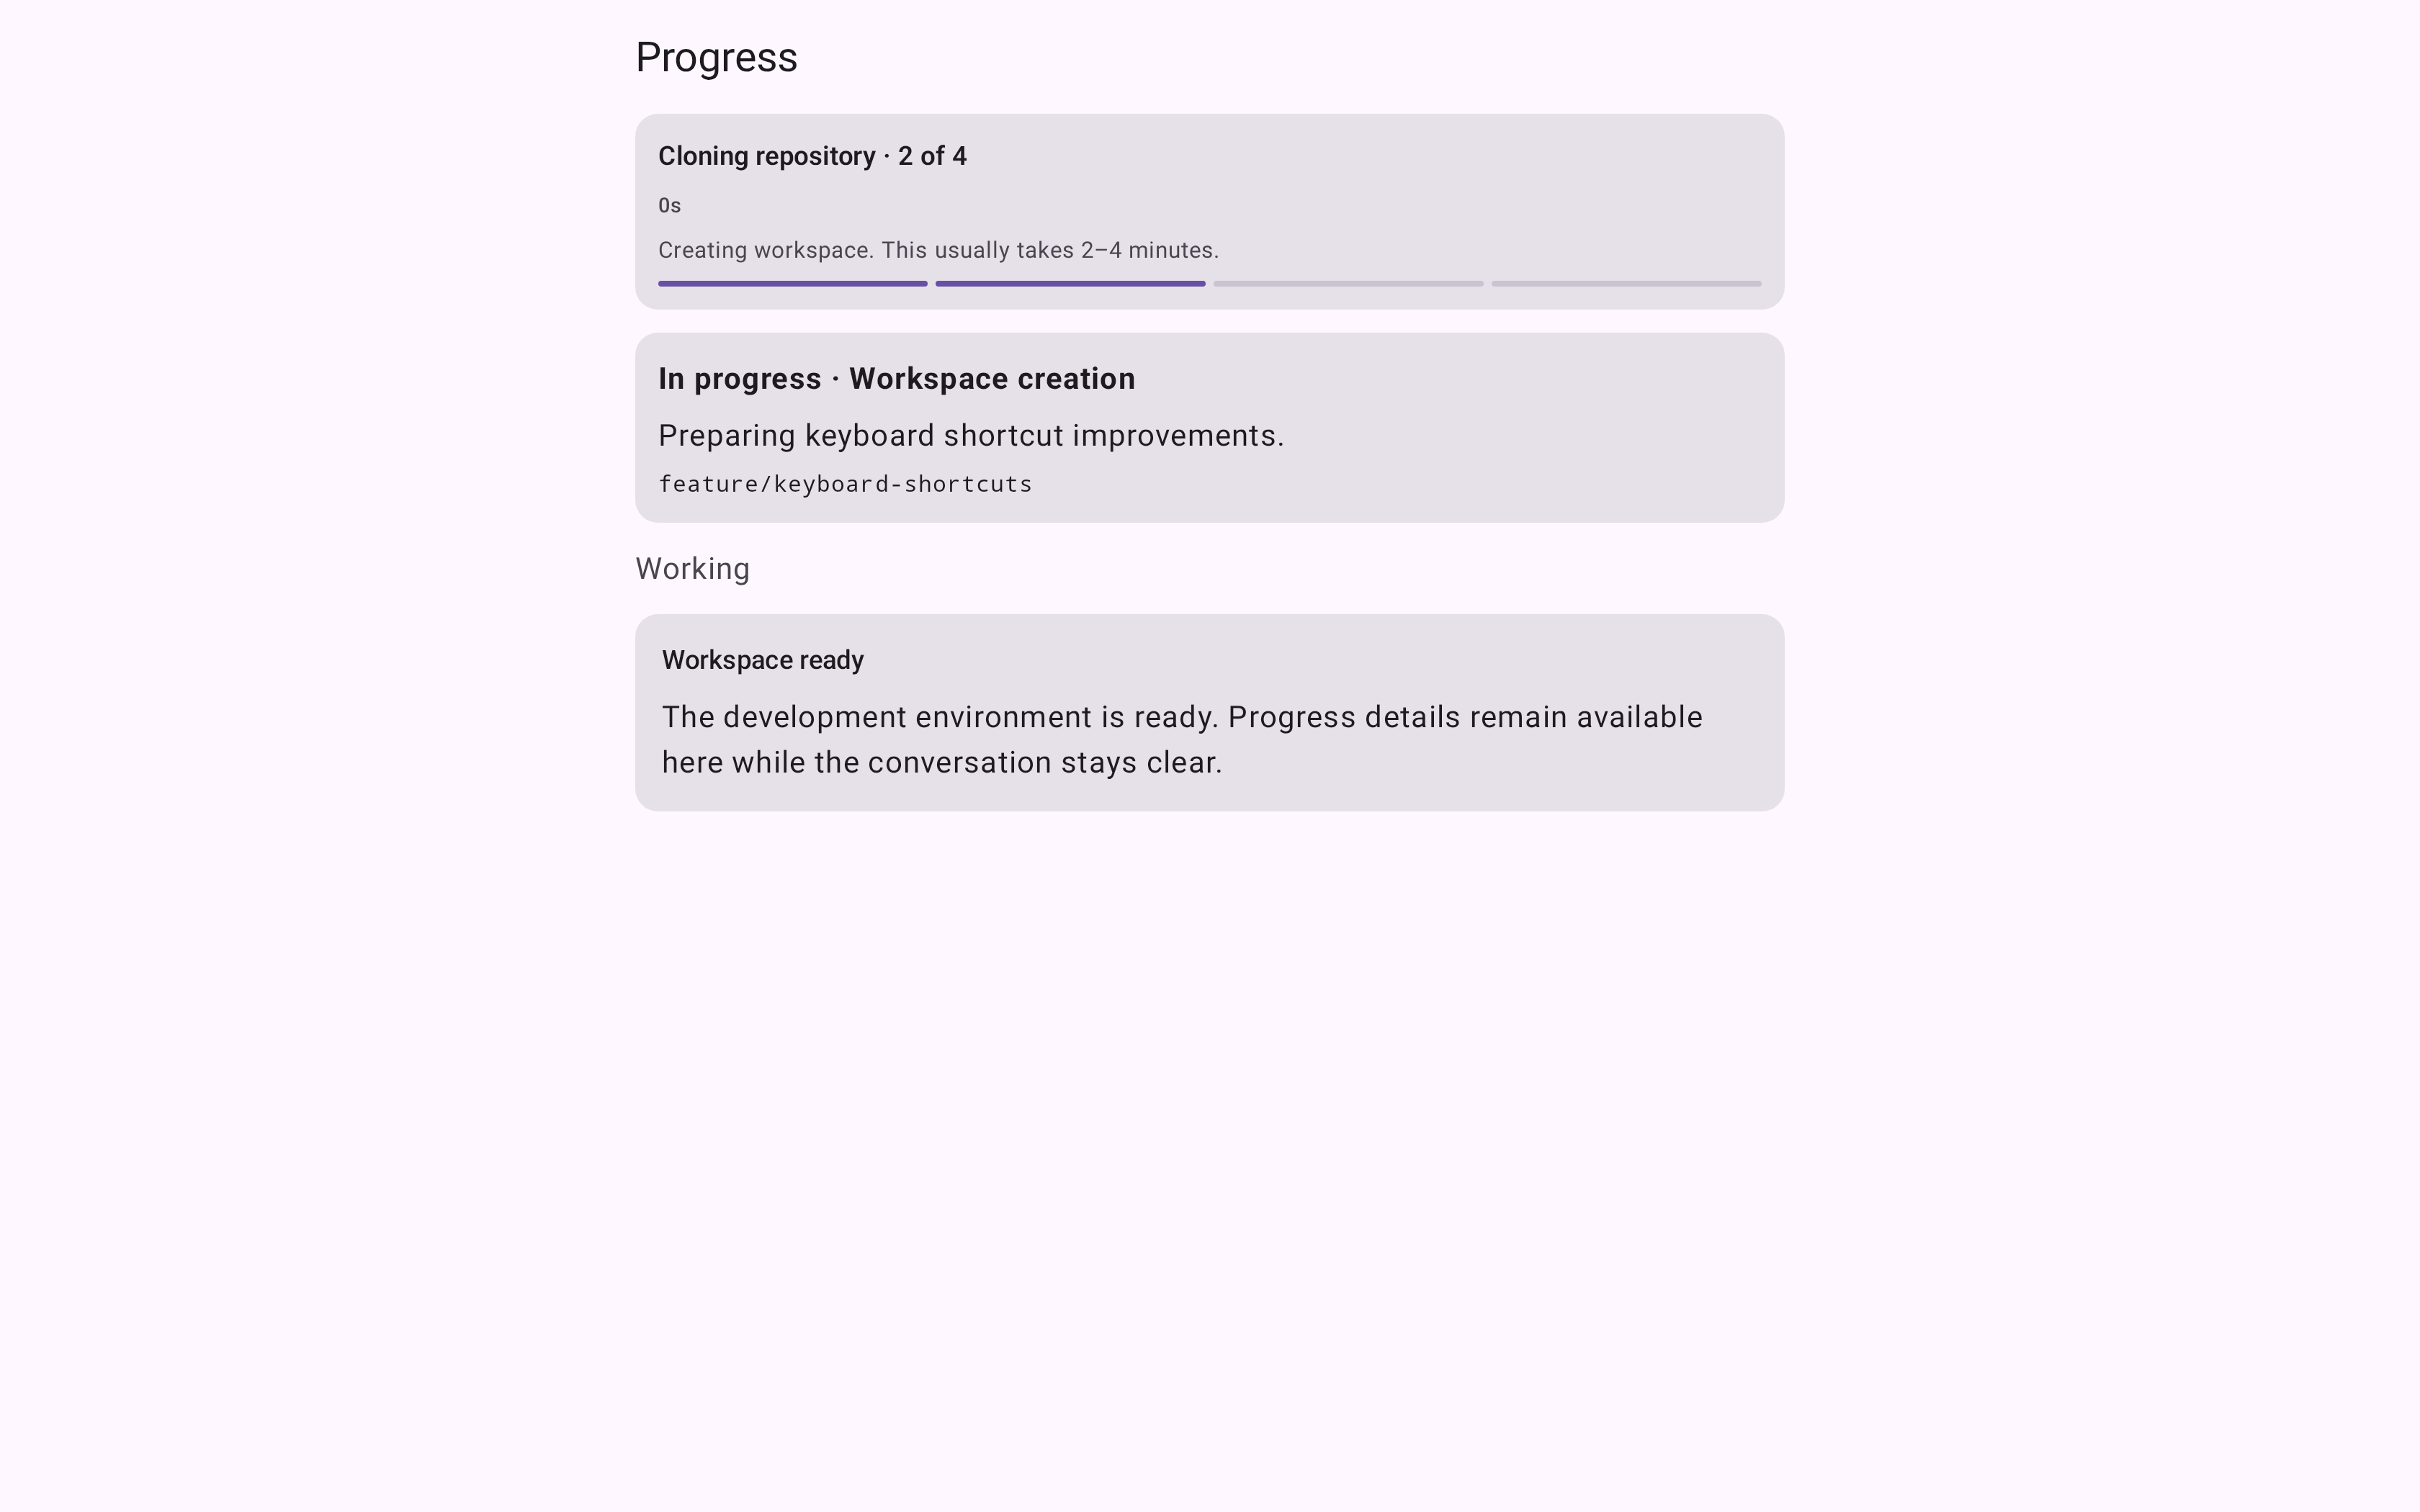 Progress
Cloning repository · 2 of 4
0s
Creating workspace. This usually takes 2–4 minutes.
In progress · Workspace creation
Preparing keyboard shortcut improvements.
feature/keyboard-shortcuts
Working
Workspace ready
The development environment is ready. Progress details remain available
here while the conversation stays clear.